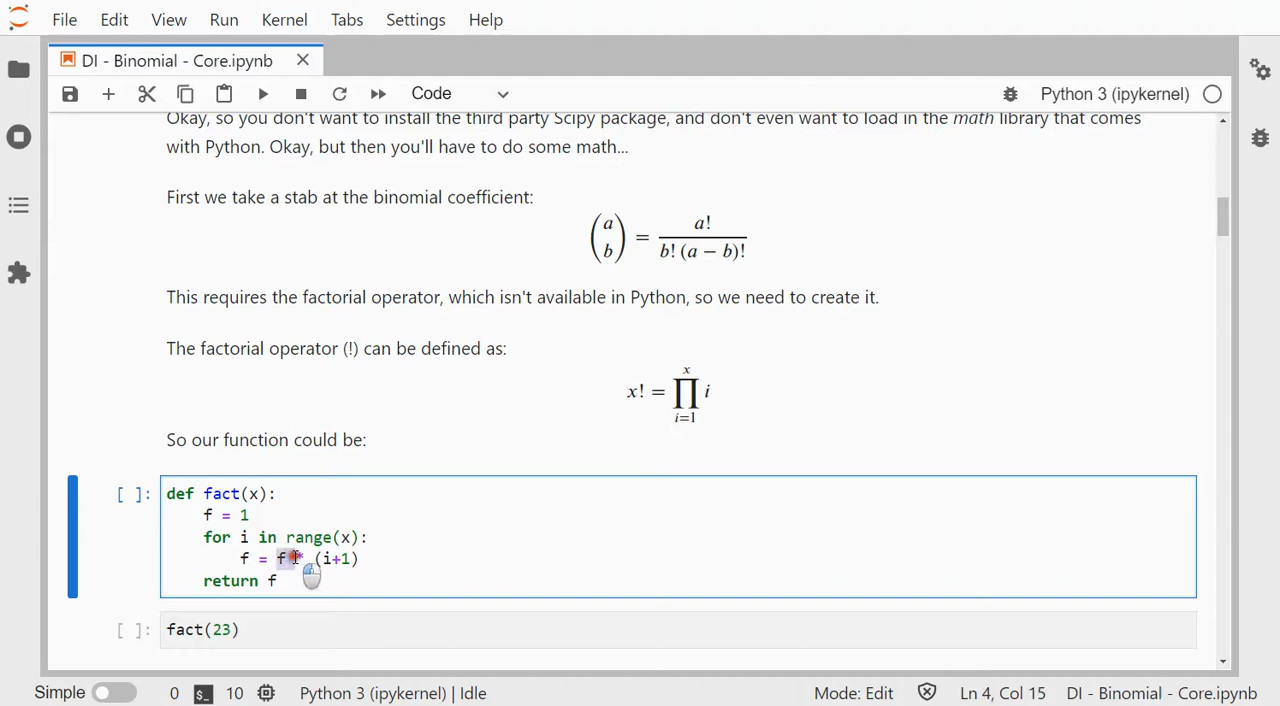 File Edit View Run Kernel Tabs Settings Help
DI - Binomial - Core.ipynb
Code
Python 3 (ipykernel)
Okay, so you don't want to install the third party Scipy package, and don't even want to load in the math library that comes
with Python. Okay, but then you'll have to do some math...
First we take a stab at the binomial coefficient:
(a b) = a! / b! (a − b)!
This requires the factorial operator, which isn't available in Python, so we need to create it.
The factorial operator (!) can be defined as:
x! = ∏_{i=1}^{x} i
So our function could be:
[ ]: def fact(x):
f = 1
for i in range(x):
f = f * (i+1)
return f
[ ]: fact(23)
Simple 0 10 Python 3 (ipykernel) | Idle Mode: Edit Ln 4, Col 15 DI - Binomial - Core.ipynb